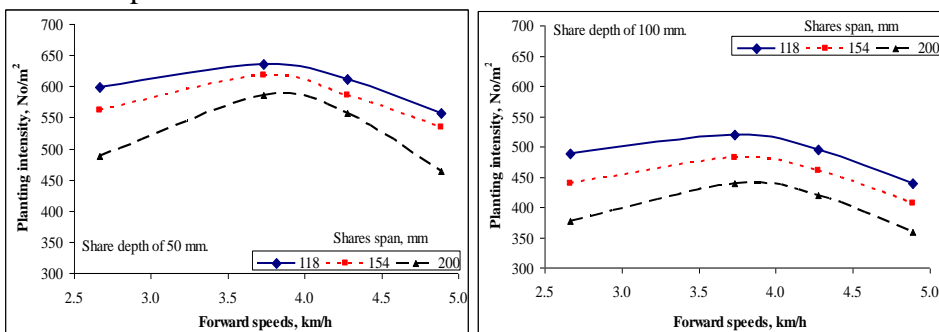 700
650
600
550
500
450
400
350
300
Planting intensity, No/m²
Share depth of 50 mm.
Shares span, mm
118 154 200
2.5 3.0 3.5 4.0 4.5 5.0
Forward speeds, km/h
700
650
600
550
500
450
400
350
300
Planting intensity, No/m²
Share depth of 100 mm.
Shares span, mm
118 154 200
2.5 3.0 3.5 4.0 4.5 5.0
Forward speeds, km/h